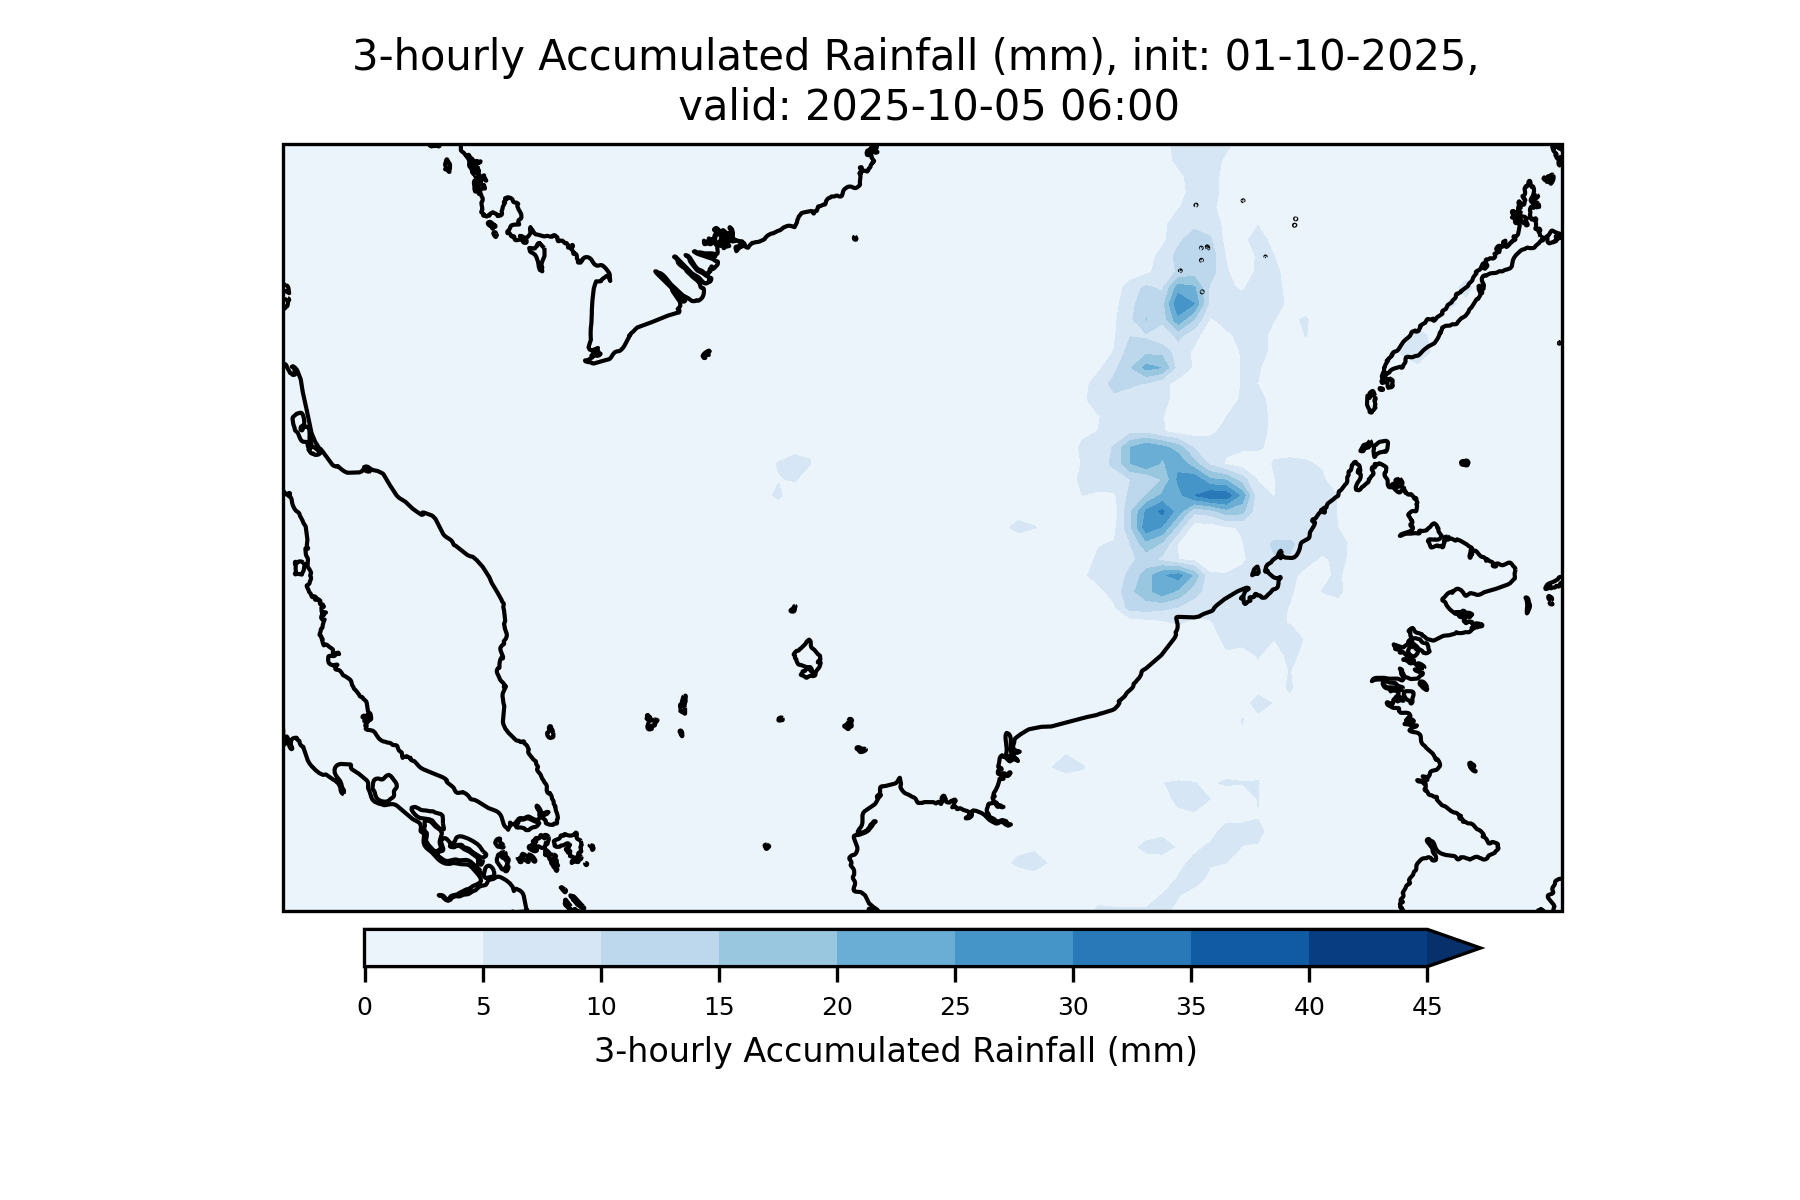 3-hourly Accumulated Rainfall (mm), init: 01-10-2025,
valid: 2025-10-05 06:00
0 5 10 15 20 25 30 35 40 45
3-hourly Accumulated Rainfall (mm)